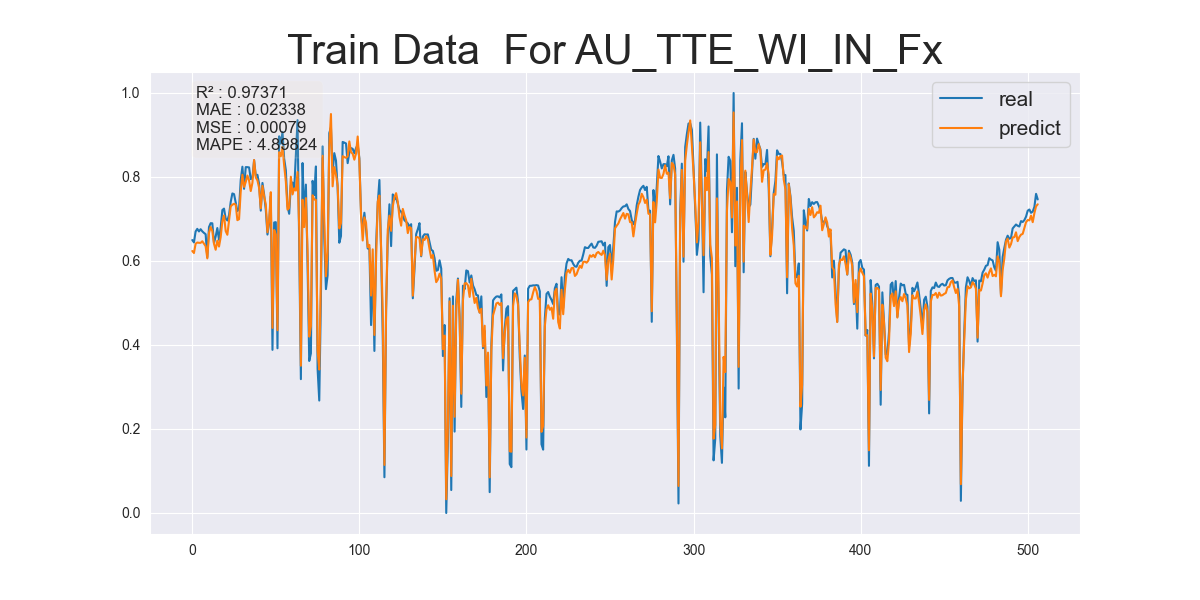 Train Data  For AU_TTE_WI_IN_Fx
R² : 0.97371
MAE : 0.02338
MSE : 0.00079
MAPE : 4.89824
real
predict
1.0
0.8
0.6
0.4
0.2
0.0
0
100
200
300
400
500